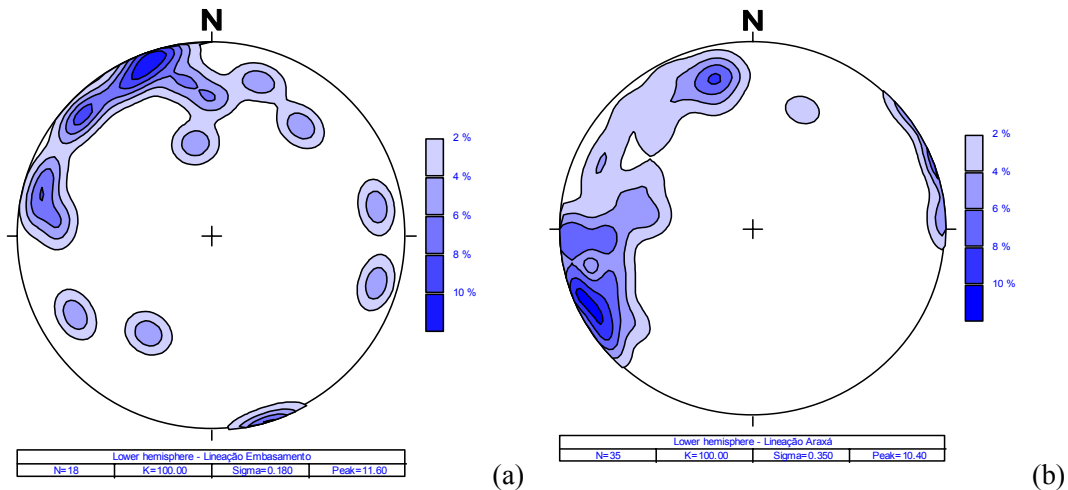 N
2 %
4 %
6 %
8 %
10 %
Lower hemisphere - Lineação Embasamento
N=18 K=100.00 Sigma=0.180 Peak=11.60
(a)
N
2 %
4 %
6 %
8 %
10 %
Lower hemisphere - Lineação Araxá
N=35 K=100.00 Sigma=0.350 Peak=10.40
(b)